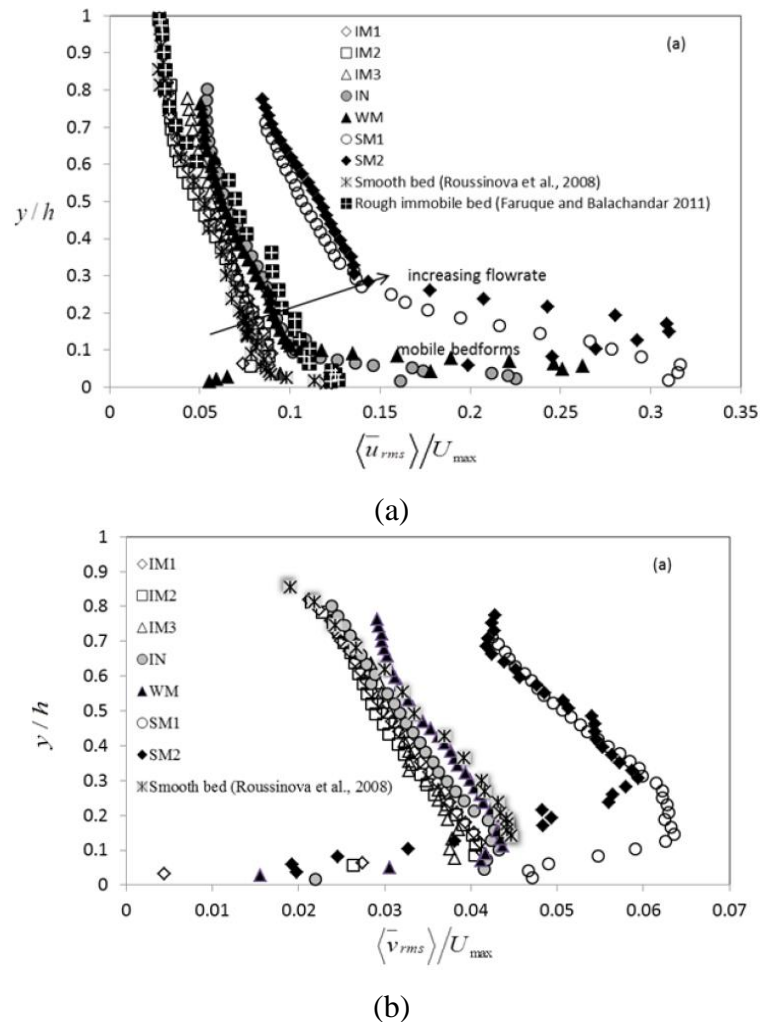 1
0.9
0.8
0.7
0.6
0.5
0.4
0.3
0.2
0.1
0
y / h
(a)
IM1
IM2
IM3
IN
WM
SM1
SM2
Smooth bed (Roussinova et al., 2008)
Rough immobile bed (Faruque and Balachandar 2011)
increasing flowrate
mobile bedforms
0 0.05 0.1 0.15 0.2 0.25 0.3 0.35
⟨u̅rms⟩/Umax
(a)
1
0.9
0.8
0.7
0.6
0.5
0.4
0.3
0.2
0.1
0
y / h
(a)
IM1
IM2
IM3
IN
WM
SM1
SM2
Smooth bed (Roussinova et al., 2008)
0 0.01 0.02 0.03 0.04 0.05 0.06 0.07
⟨v̅rms⟩/Umax
(b)